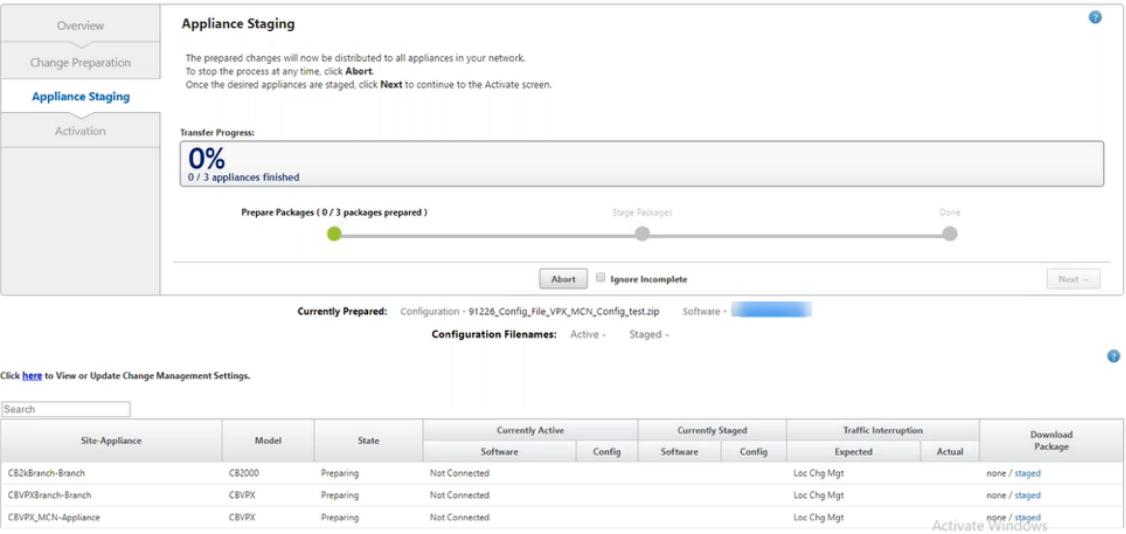 Overview
Change Preparation
Appliance Staging
Activation
Appliance Staging
?
The prepared changes will now be distributed to all appliances in your network.
To stop the process at any time, click Abort.
Once the desired appliances are staged, click Next to continue to the Activate screen.
Transfer Progress:
0%
0 / 3 appliances finished
Prepare Packages ( 0 / 3 packages prepared ) Stage Packages Done
Abort Ignore Incomplete Next
Currently Prepared: Configuration - 91226_Config_File_VPX_MCN_Config_test.zip Software -
Configuration Filenames: Active - Staged -
?
Click here to View or Update Change Management Settings.
Search
Site-Appliance Model State Currently Active Currently Staged Traffic Interruption Download Package
Software Config Software Config Expected Actual
CB2kBranch-Branch CB2000 Preparing Not Connected Loc Chg Mgt none / staged
CBVPXBranch-Branch CBVPX Preparing Not Connected Loc Chg Mgt none / staged
CBVPX_MCN-Appliance CBVPX Preparing Not Connected Loc Chg Mgt none / staged
Activate Windows